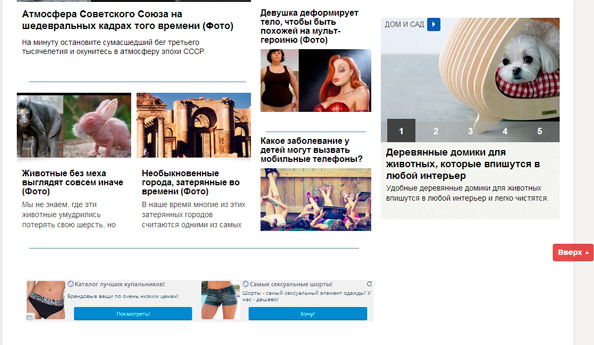 Атмосфера Советского Союза на
шедевральных кадрах того времени (Фото)
На минуту остановите сумасшедший бег третьего
тысячелетия и окунитесь в атмосферу эпохи СССР.
Животные без меха
выглядят совсем иначе
(Фото)
Мы не знаем, где эти
животные умудрились
потерять свою шерсть, но
Необыкновенные
города, затерянные во
времени (Фото)
В наше время многие из этих
затерянных городов
считаются одними из самых
Девушка деформирует
тело, чтобы быть
похожей на мульт-
героиню (Фото)
Какое заболевание у
детей могут вызвать
мобильные телефоны?
ДОМ И САД
1 2 3 4 5
Деревянные домики для
животных, которые впишутся в
любой интерьер
Удобные деревянные домики для животных
впишутся в любой интерьер и легко чистятся.
Вверх
Каталог лучших купальников!
Брендовые вещи по очень низким ценам!
Посмотреть!
Самые сексуальные шорты!
Шорты - самый сексуальный элемент одежды! У
нас - дешево!
Хочу!